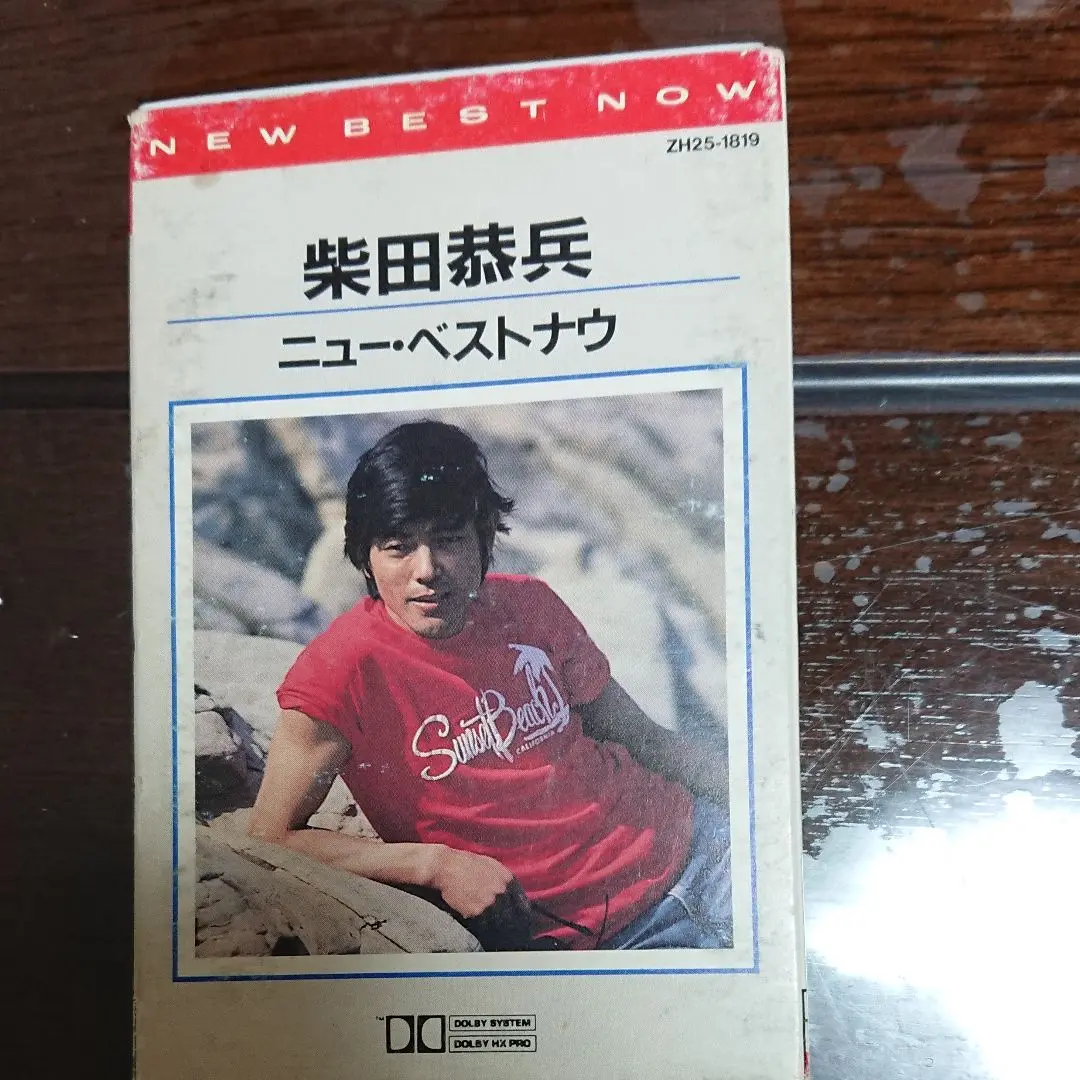 NEW BEST NOW
ZH25-1819
柴田恭兵
ニュー・ベストナウ
Sunset Beach
CALIFORNIA
™
DOLBY SYSTEM
DOLBY HX PRO